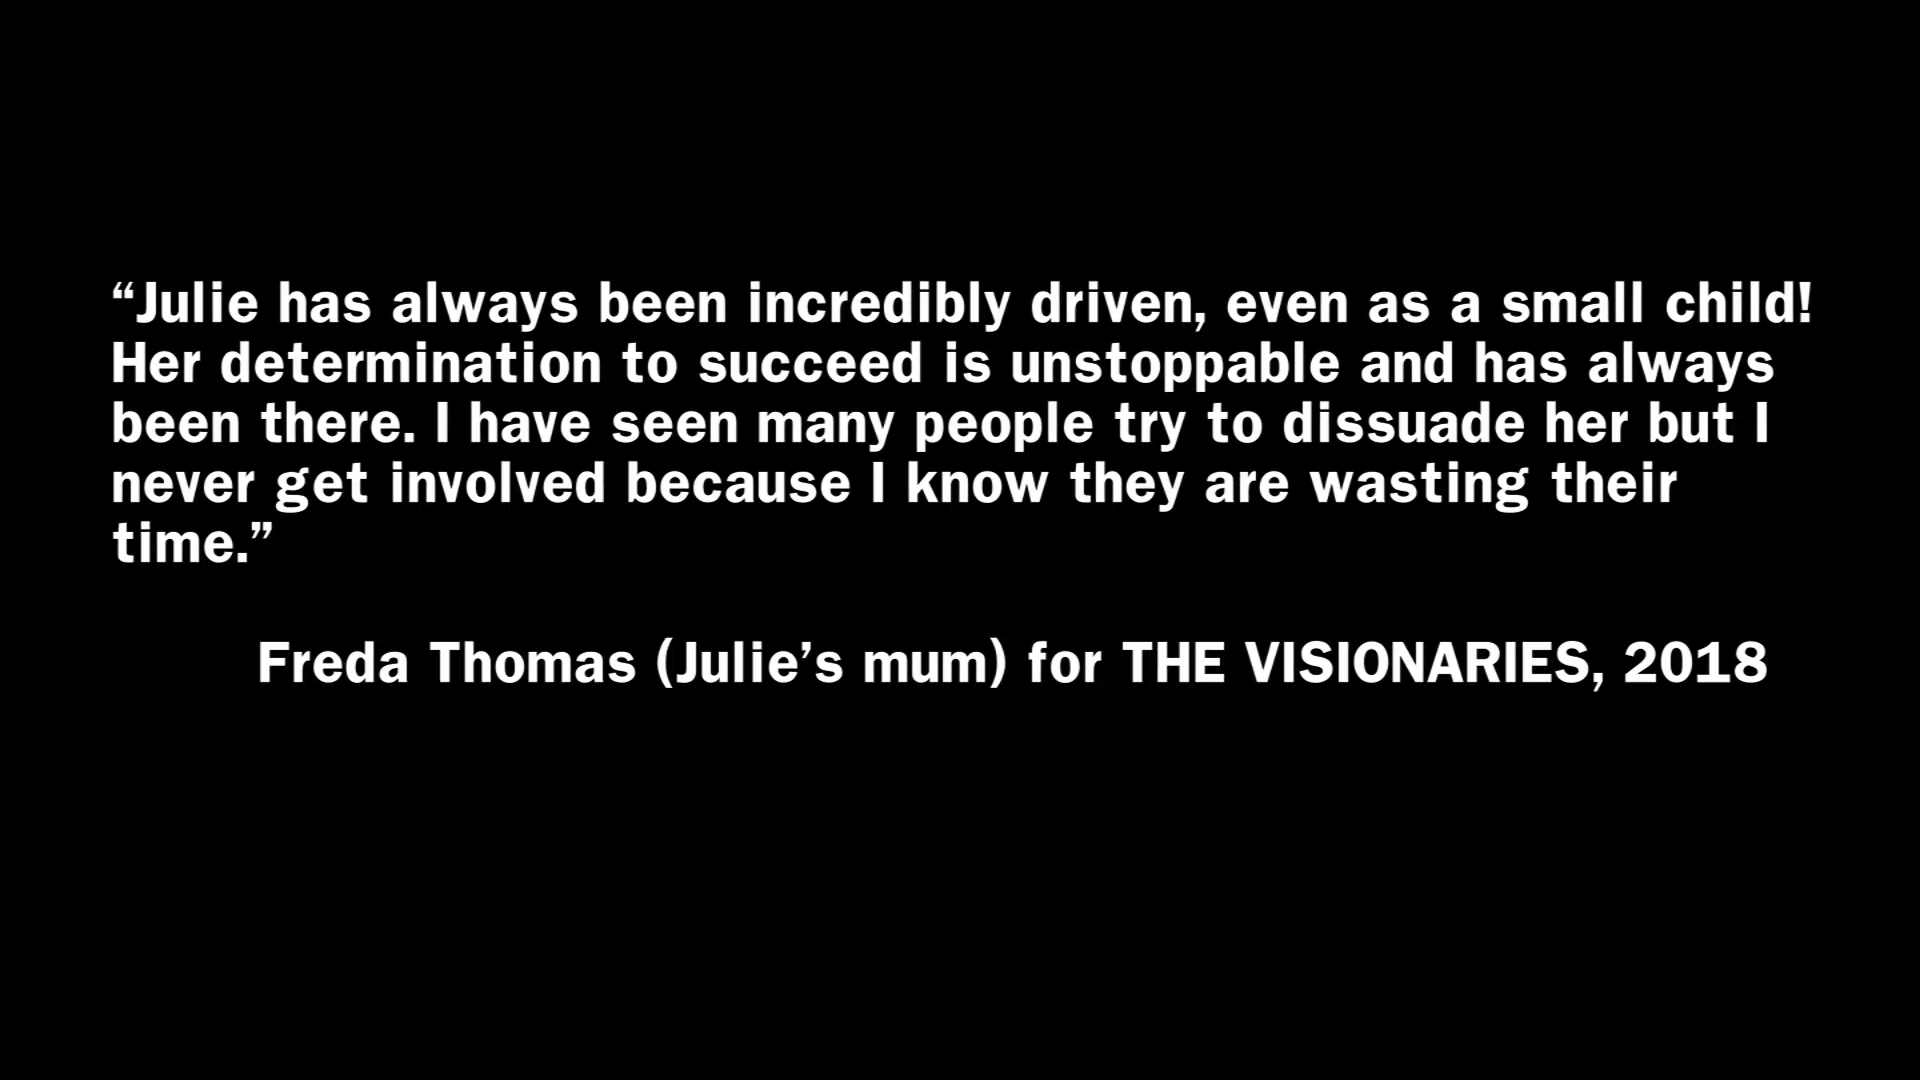 “Julie has always been incredibly driven, even as a small child!
Her determination to succeed is unstoppable and has always
been there. I have seen many people try to dissuade her but I
never get involved because I know they are wasting their
time.”
Freda Thomas (Julie’s mum) for THE VISIONARIES, 2018